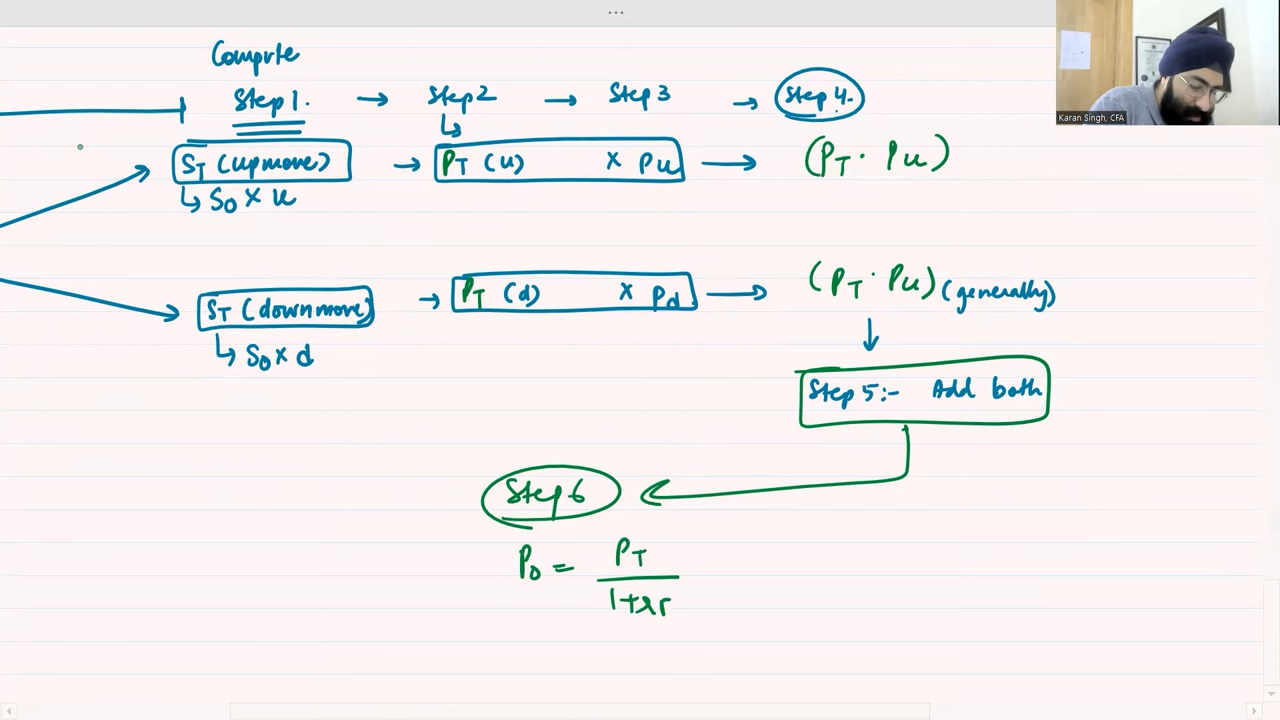 Compute
Step 1. → Step 2 → Step 3 → Step 4.
ST (upmove) → PT (u) × Pu → (PT · Pu)
↳ S0 × u
ST (downmove) → PT (d) × Pd → (PT · Pu) (generally)
↳ S0 × d
Step 5:- Add both
Step 6
P0 = PT
1+rr
Karan Singh, CFA